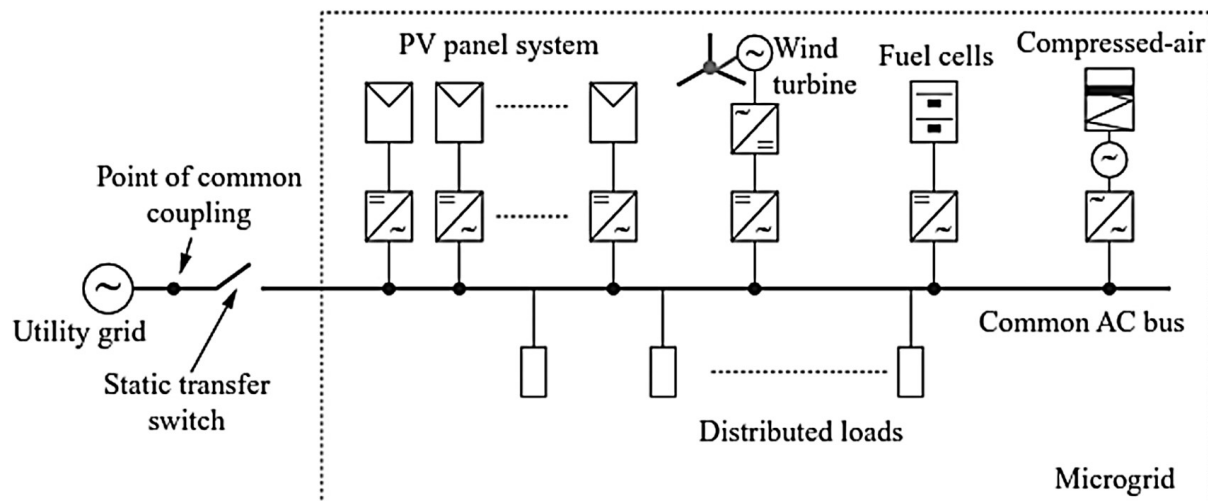 PV panel system
Wind
turbine
Fuel cells
Compressed-air
Point of common
coupling
Utility grid
Static transfer
switch
Common AC bus
Distributed loads
Microgrid